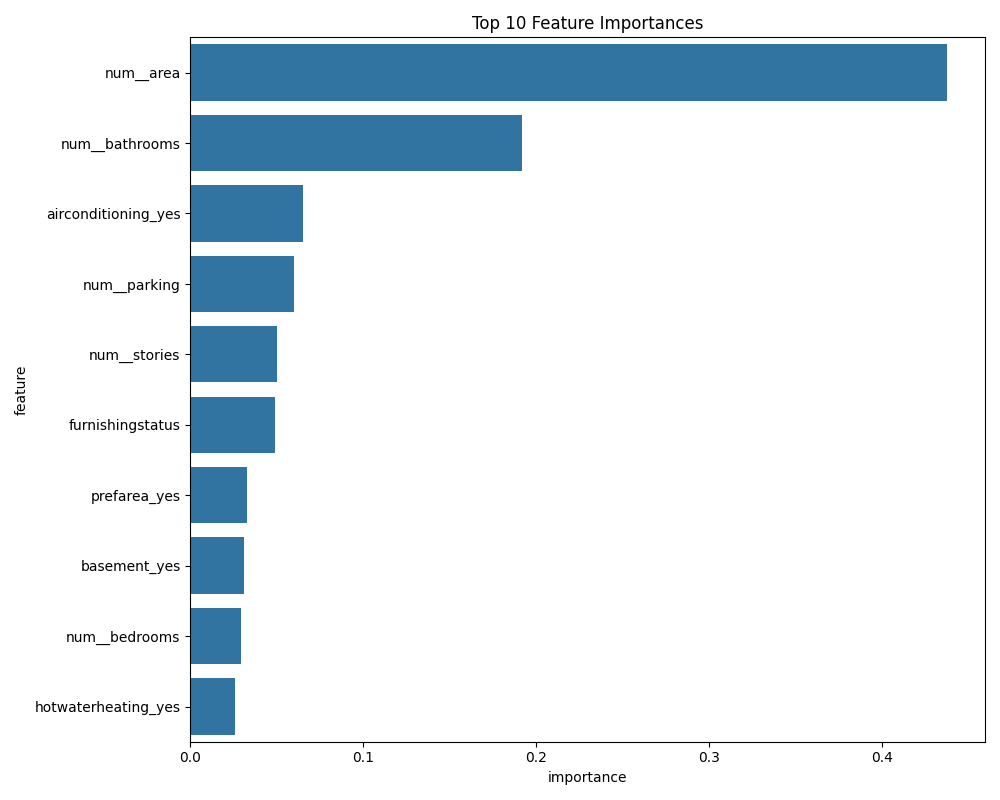 Top 10 Feature Importances
feature
num__area
num__bathrooms
airconditioning_yes
num__parking
num__stories
furnishingstatus
prefarea_yes
basement_yes
num__bedrooms
hotwaterheating_yes
0.0 0.1 0.2 0.3 0.4
importance